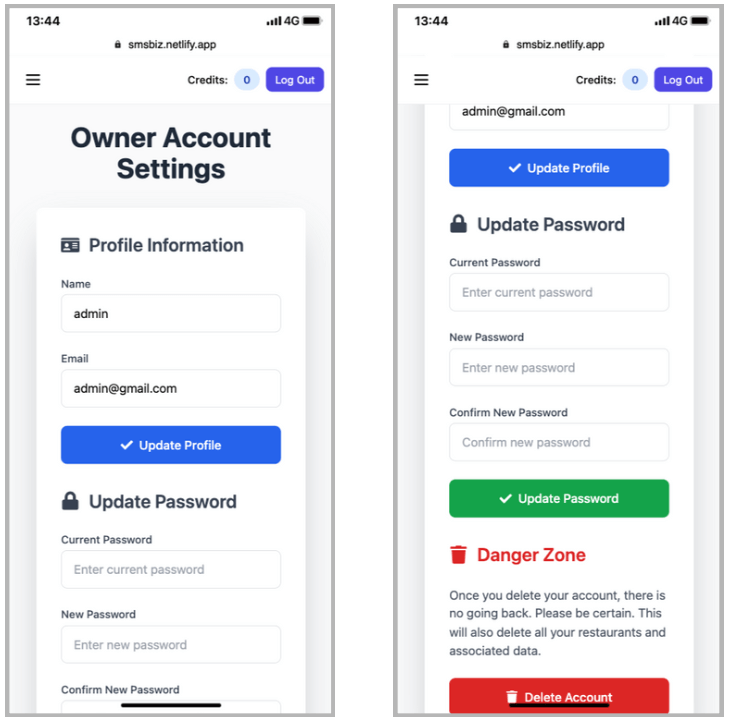 13:44
4G
smsbiz.netlify.app
Credits: 0 Log Out
Owner Account
Settings
Profile Information
Name
admin
Email
admin@gmail.com
Update Profile
Update Password
Current Password
Enter current password
New Password
Enter new password
Confirm New Password
13:44
4G
smsbiz.netlify.app
Credits: 0 Log Out
admin@gmail.com
Update Profile
Update Password
Current Password
Enter current password
New Password
Enter new password
Confirm New Password
Confirm new password
Update Password
Danger Zone
Once you delete your account, there is
no going back. Please be certain. This
will also delete all your restaurants and
associated data.
Delete Account